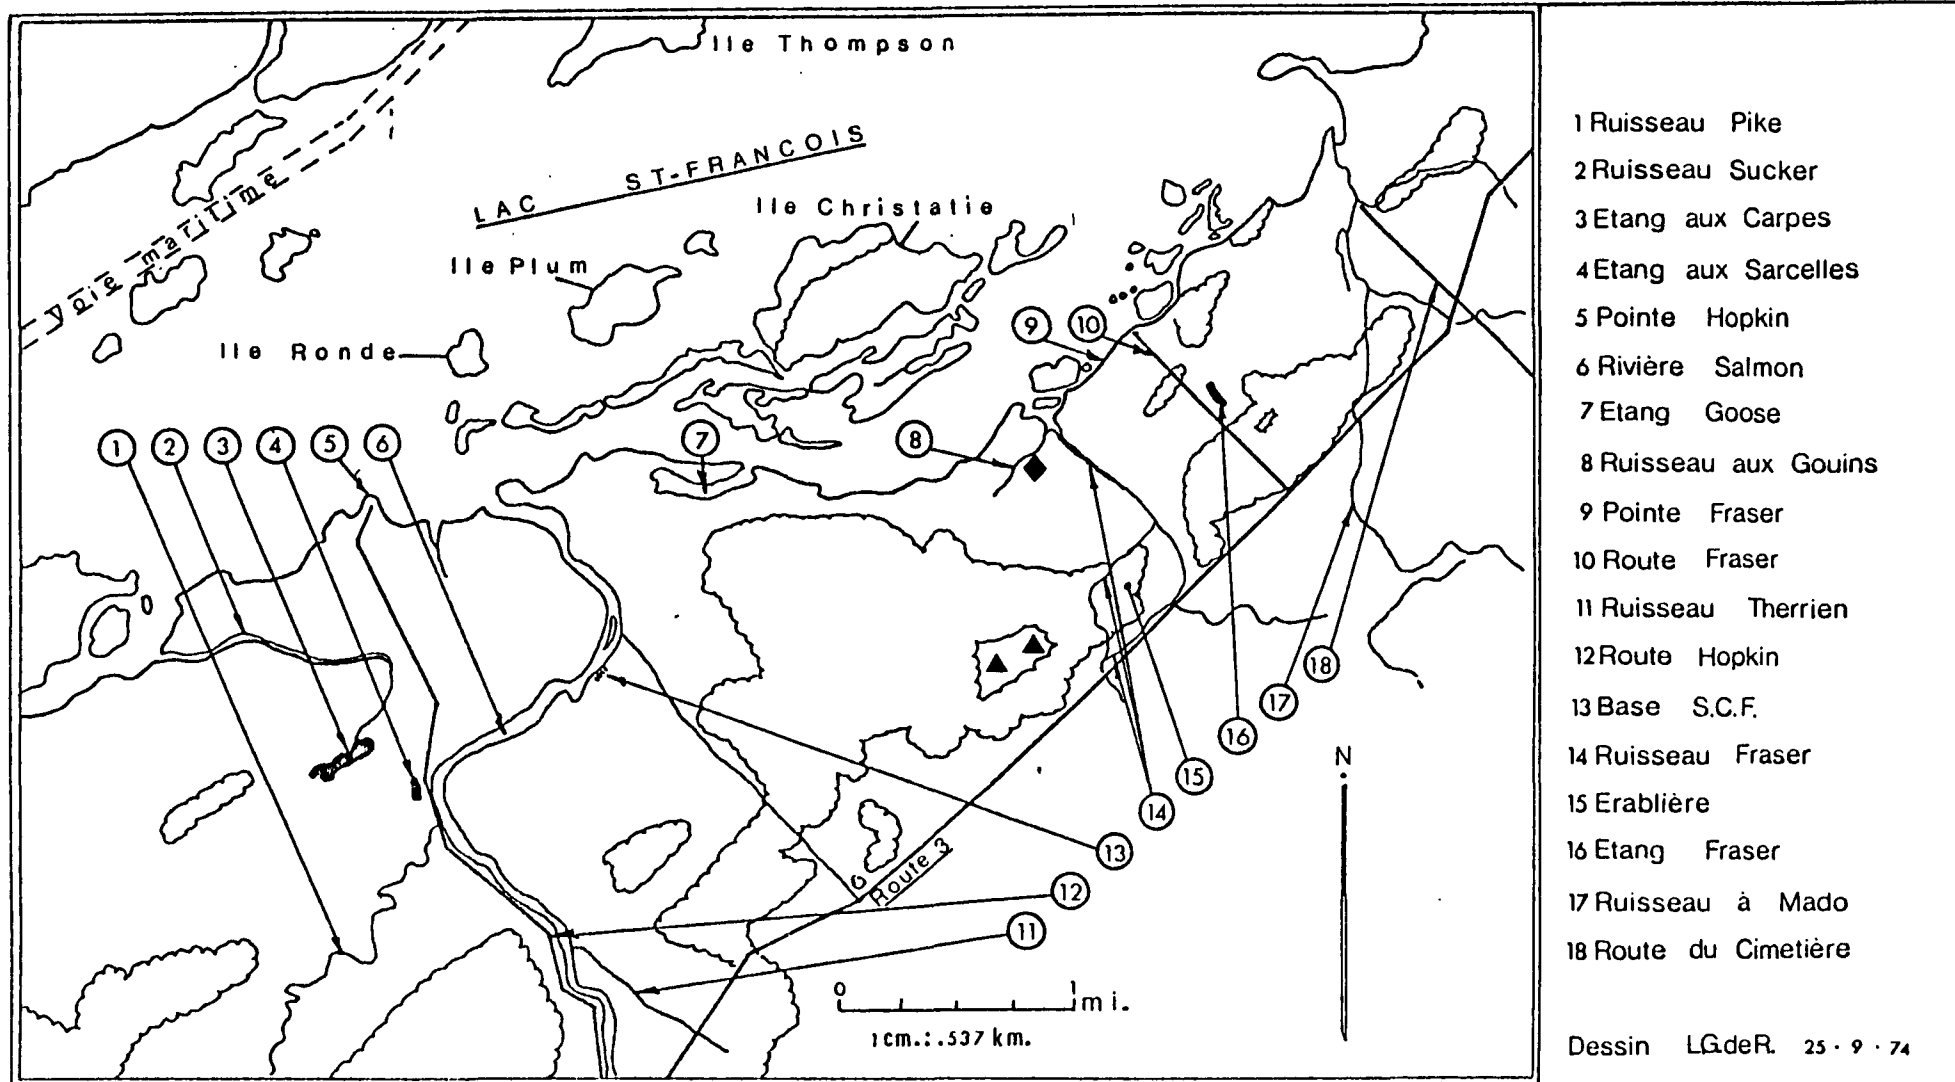 Ile Thompson
LAC ST-FRANCOIS
Voie maritime
Ile Christatie
Ile Plum
Ile Ronde
9
10
1
2
3
4
5
6
7
8
18
17
16
15
14
13
12
11
N
Route 3
0 1 mi.
1cm.:.537 km.
1 Ruisseau Pike
2 Ruisseau Sucker
3 Etang aux Carpes
4 Etang aux Sarcelles
5 Pointe Hopkin
6 Rivière Salmon
7 Etang Goose
8 Ruisseau aux Gouins
9 Pointe Fraser
10 Route Fraser
11 Ruisseau Therrien
12 Route Hopkin
13 Base S.C.F.
14 Ruisseau Fraser
15 Erablière
16 Etang Fraser
17 Ruisseau à Mado
18 Route du Cimetière
Dessin L.G.deR. 25 · 9 · 74